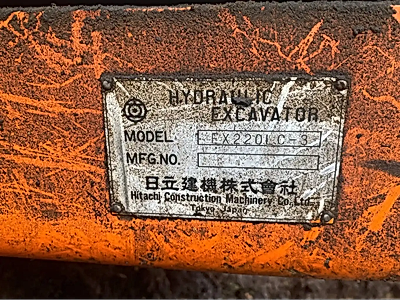 HYDRAULIC
EXCAVATOR
MODEL EX220LC-3
MFG.NO.
日立建機株式會社
Hitachi Construction Machinery Co.,Ltd.
Tokyo Japan